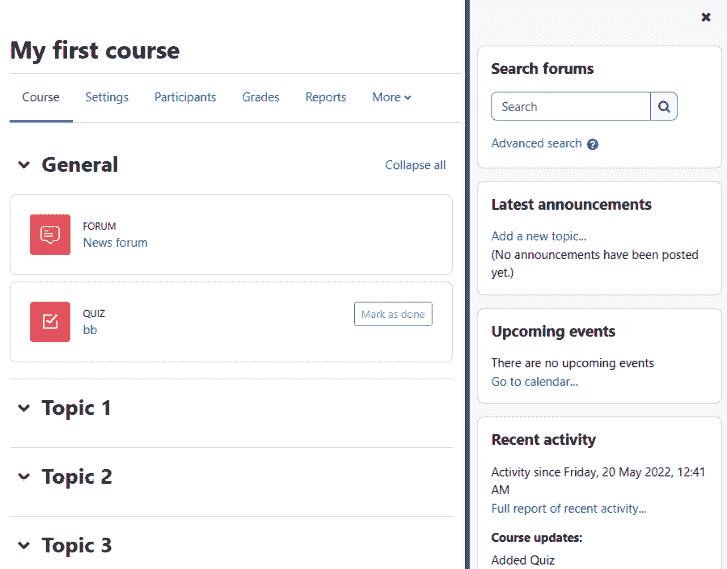 My first course
Course Settings Participants Grades Reports More
General Collapse all
FORUM
News forum
QUIZ
bb
Mark as done
Topic 1
Topic 2
Topic 3
Search forums
Search
Advanced search
Latest announcements
Add a new topic...
(No announcements have been posted
yet.)
Upcoming events
There are no upcoming events
Go to calendar...
Recent activity
Activity since Friday, 20 May 2022, 12:41
AM
Full report of recent activity...
Course updates:
Added Quiz